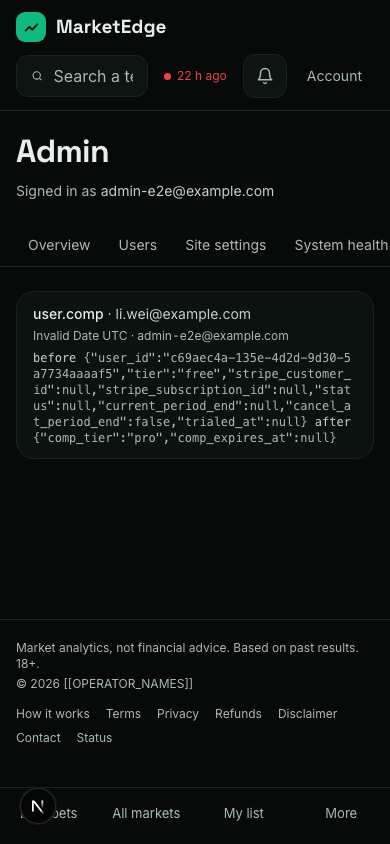 MarketEdge
Search a te
22 h ago
Account
Admin
Signed in as admin-e2e@example.com
Overview Users Site settings System health
user.comp · li.wei@example.com
Invalid Date UTC · admin-e2e@example.com
before {"user_id":"c69aec4a-135e-4d2d-9d30-5
a7734aaaaf5","tier":"free","stripe_customer_
id":null,"stripe_subscription_id":null,"stat
us":null,"current_period_end":null,"cancel_a
t_period_end":false,"trialed_at":null} after
{"comp_tier":"pro","comp_expires_at":null}
Market analytics, not financial advice. Based on past results.
18+.
© 2026 [[OPERATOR_NAMES]]
How it works Terms Privacy Refunds Disclaimer
Contact Status
N
All markets My list More